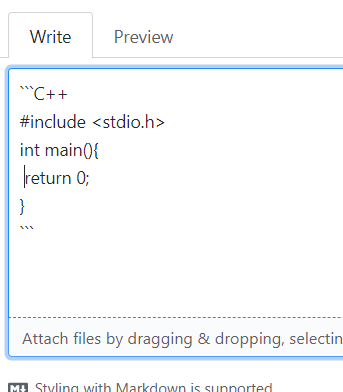 Write Preview
```C++
#include <stdio.h>
int main(){
 return 0;
}
```
Attach files by dragging & dropping, selectin
Styling with Markdown is supported